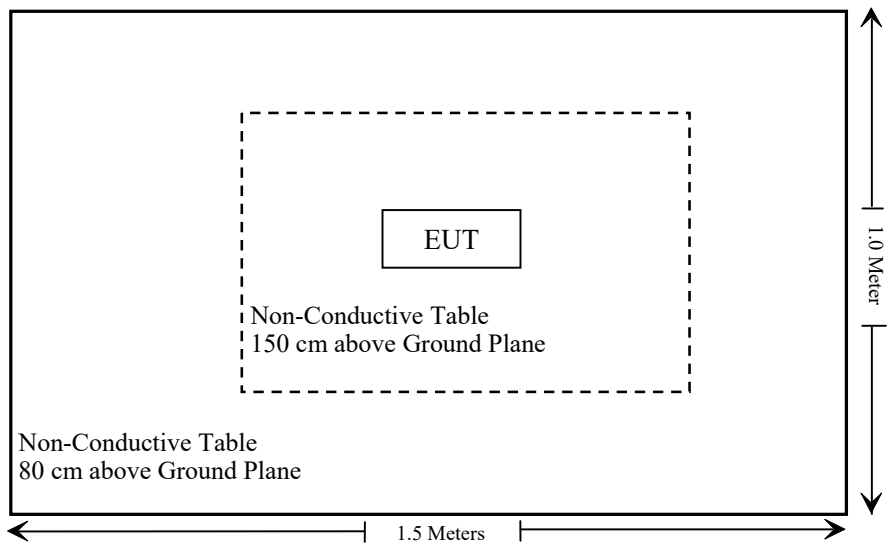 EUT
Non-Conductive Table
150 cm above Ground Plane
1.0 Meter
Non-Conductive Table
80 cm above Ground Plane
1.5 Meters